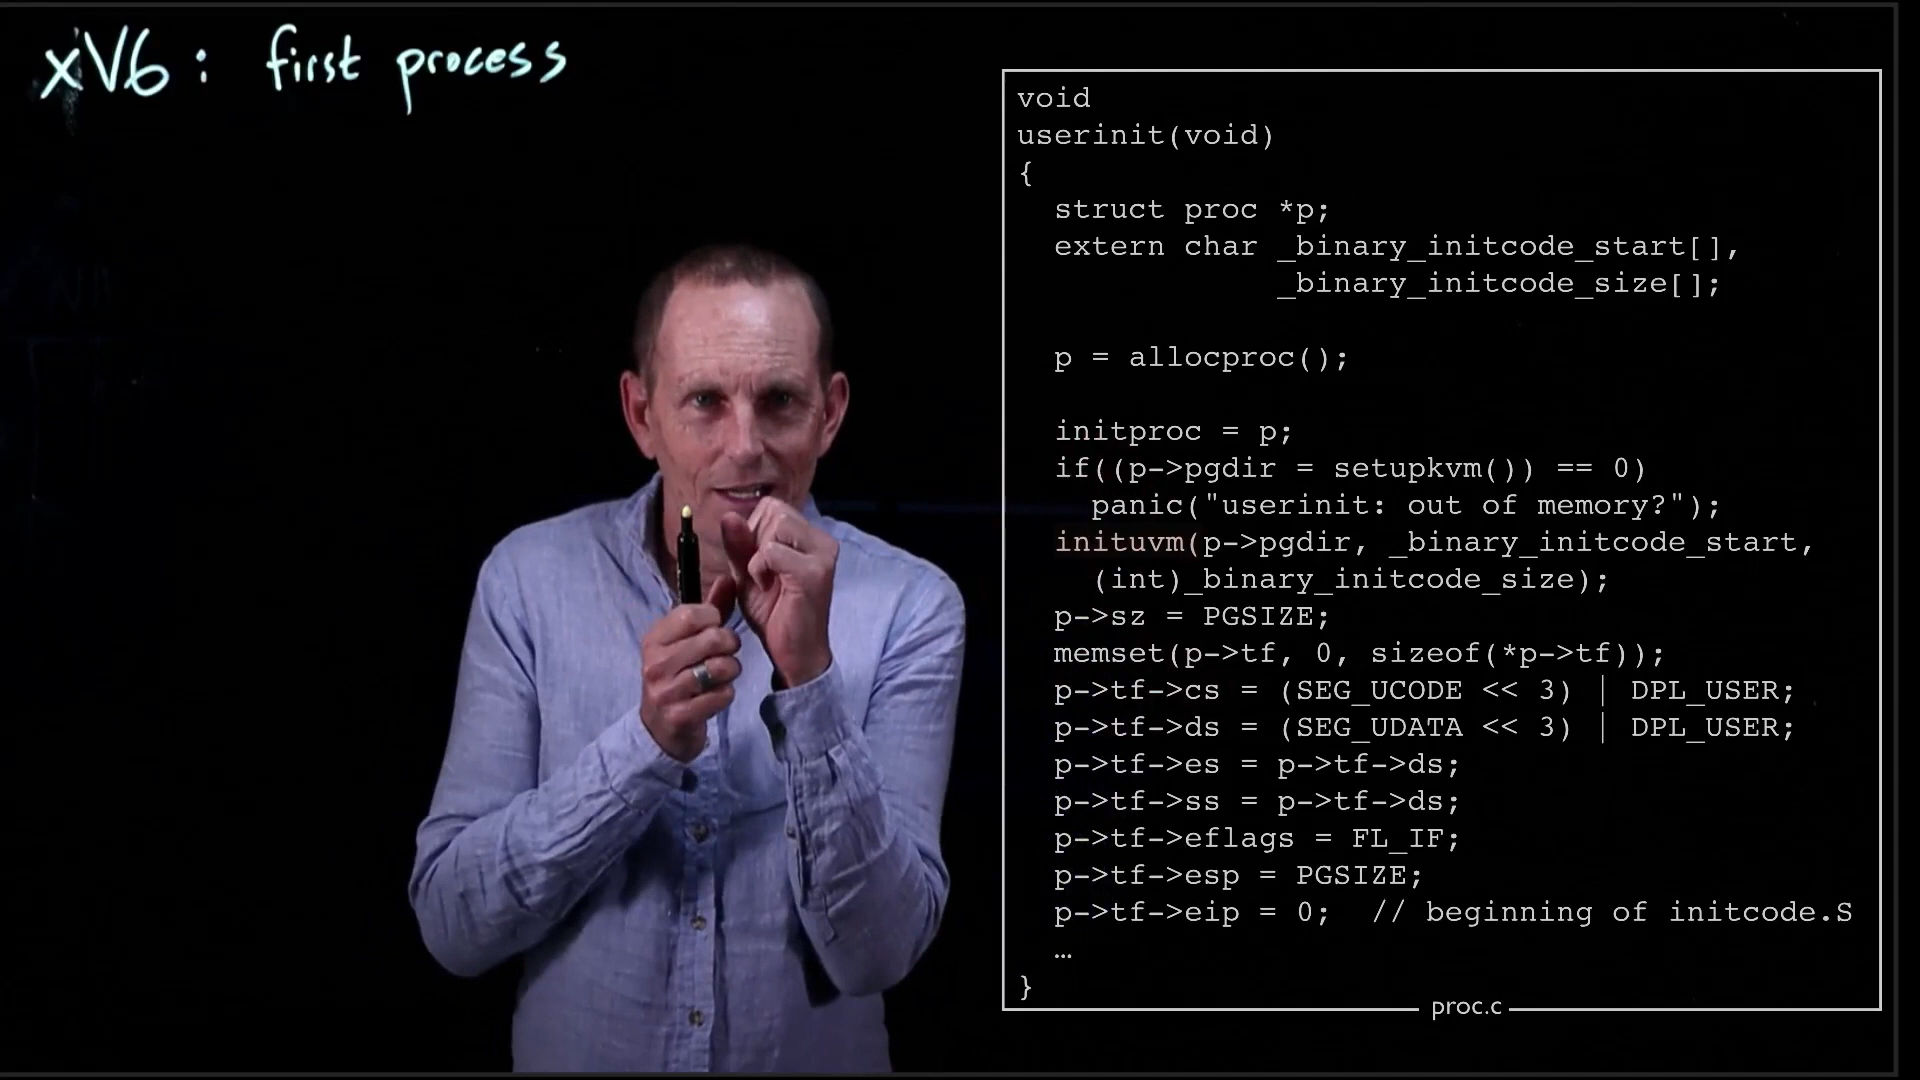 xV6: first process
void
userinit(void)
{
  struct proc *p;
  extern char _binary_initcode_start[],
              _binary_initcode_size[];

  p = allocproc();

  initproc = p;
  if((p->pgdir = setupkvm()) == 0)
    panic("userinit: out of memory?");
  inituvm(p->pgdir, _binary_initcode_start,
    (int)_binary_initcode_size);
  p->sz = PGSIZE;
  memset(p->tf, 0, sizeof(*p->tf));
  p->tf->cs = (SEG_UCODE << 3) | DPL_USER;
  p->tf->ds = (SEG_UDATA << 3) | DPL_USER;
  p->tf->es = p->tf->ds;
  p->tf->ss = p->tf->ds;
  p->tf->eflags = FL_IF;
  p->tf->esp = PGSIZE;
  p->tf->eip = 0;  // beginning of initcode.S
  …
}
proc.c